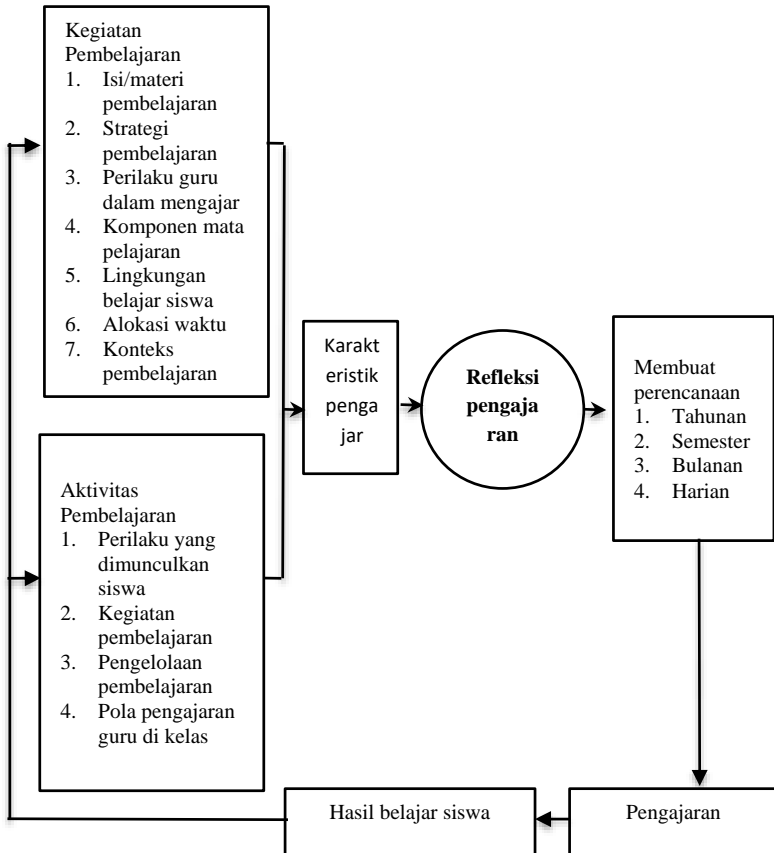 Kegiatan
Pembelajaran
1. Isi/materi
pembelajaran
2. Strategi
pembelajaran
3. Perilaku guru
dalam mengajar
4. Komponen mata
pelajaran
5. Lingkungan
belajar siswa
6. Alokasi waktu
7. Konteks
pembelajaran
Aktivitas
Pembelajaran
1. Perilaku yang
dimunculkan
siswa
2. Kegiatan
pembelajaran
3. Pengelolaan
pembelajaran
4. Pola pengajaran
guru di kelas
Karakt
eristik
penga
jar
Refleksi
pengaja
ran
Membuat
perencanaan
1. Tahunan
2. Semester
3. Bulanan
4. Harian
Pengajaran
Hasil belajar siswa